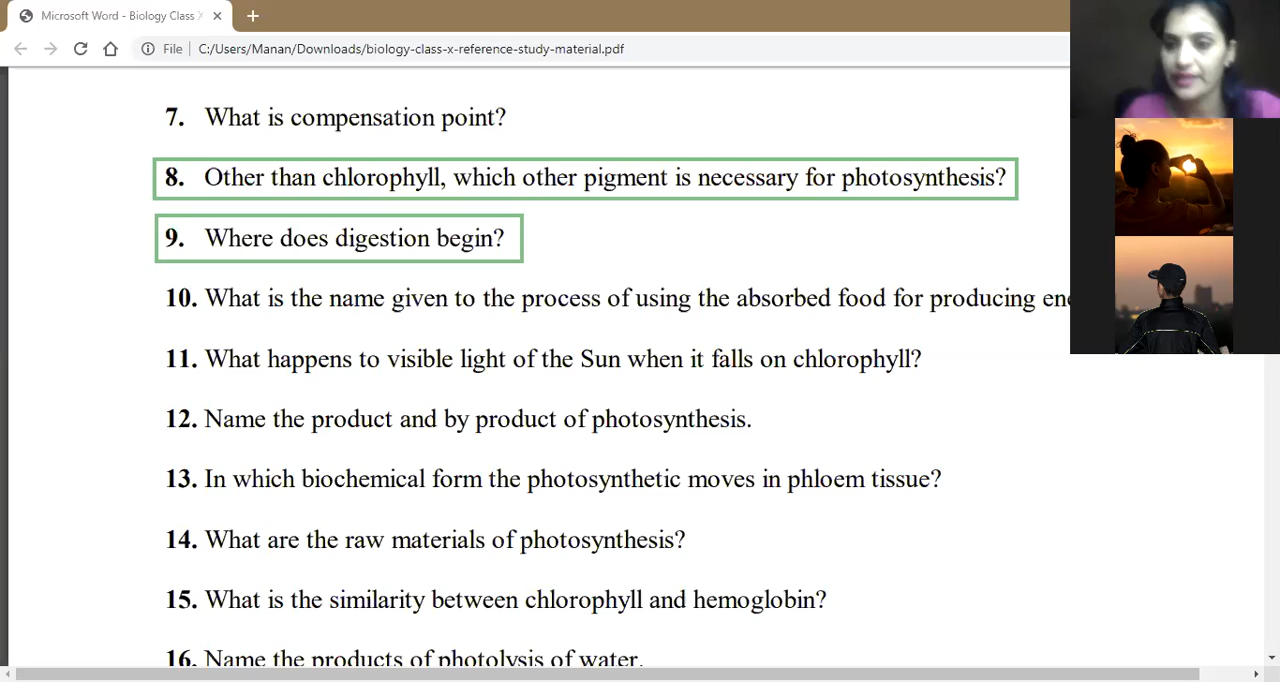 Microsoft Word - Biology Class X
File C:/Users/Manan/Downloads/biology-class-x-reference-study-material.pdf
7. What is compensation point?
8. Other than chlorophyll, which other pigment is necessary for photosynthesis?
9. Where does digestion begin?
10. What is the name given to the process of using the absorbed food for producing
11. What happens to visible light of the Sun when it falls on chlorophyll?
12. Name the product and by product of photosynthesis.
13. In which biochemical form the photosynthetic moves in phloem tissue?
14. What are the raw materials of photosynthesis?
15. What is the similarity between chlorophyll and hemoglobin?
16. Name the products of photolysis of water.